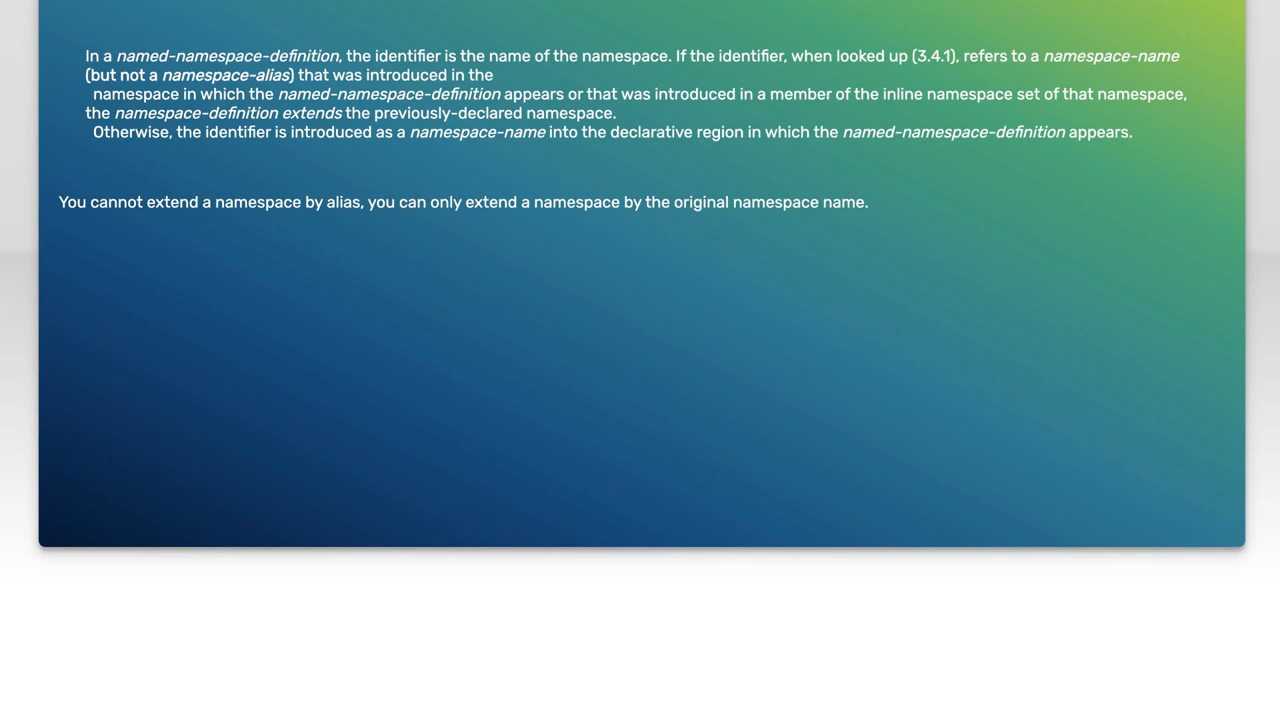 In a named-namespace-definition, the identifier is the name of the namespace. If the identifier, when looked up (3.4.1), refers to a namespace-name
(but not a namespace-alias) that was introduced in the
namespace in which the named-namespace-definition appears or that was introduced in a member of the inline namespace set of that namespace,
the namespace-definition extends the previously-declared namespace.
Otherwise, the identifier is introduced as a namespace-name into the declarative region in which the named-namespace-definition appears.
You cannot extend a namespace by alias, you can only extend a namespace by the original namespace name.